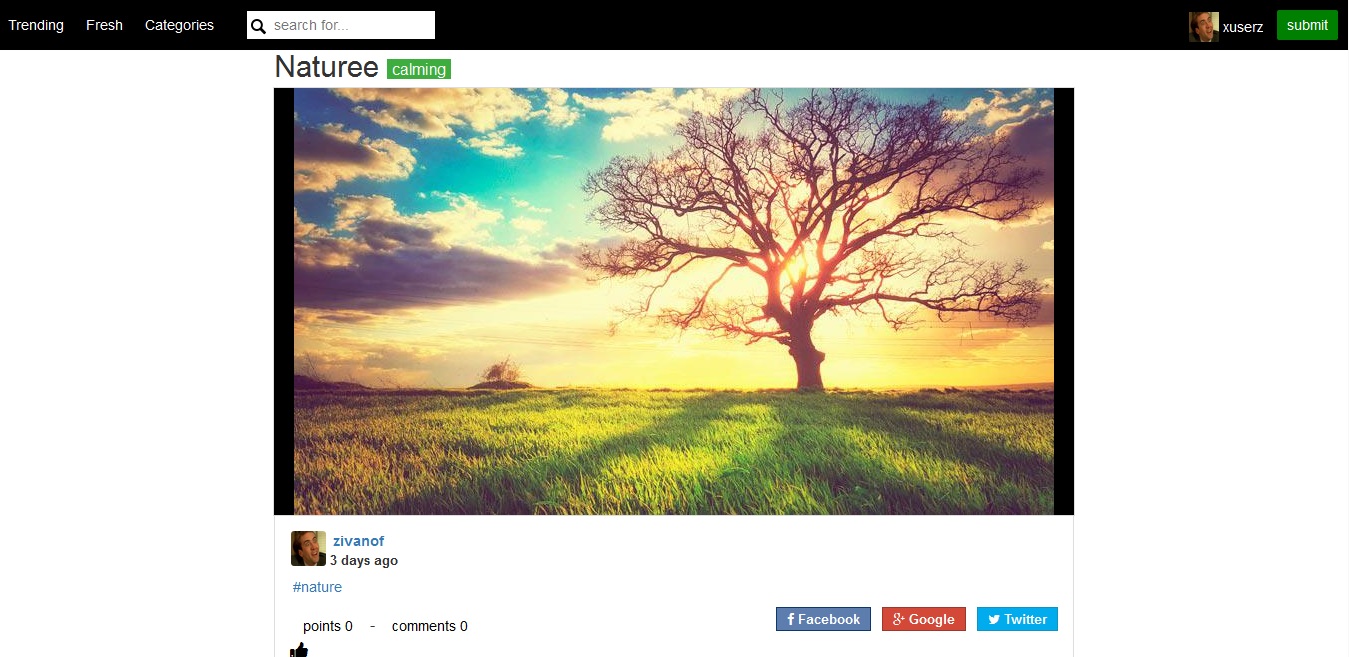 Trending Fresh Categories search for... xuserz submit
Naturee calming
zivanof
3 days ago
#nature
points 0 - comments 0
Facebook Google Twitter